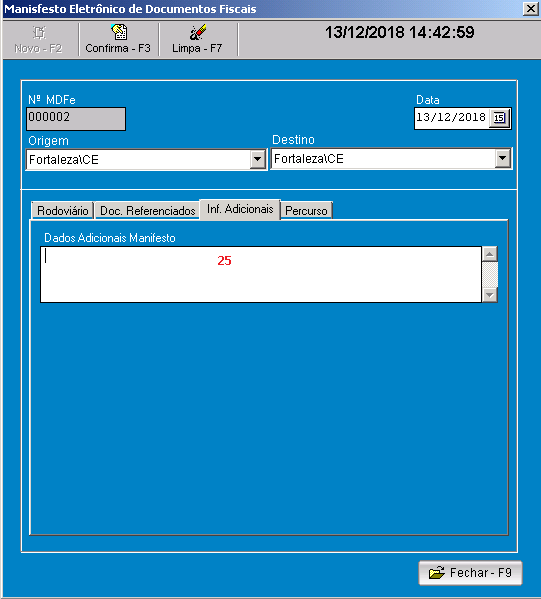 Manisfesto Eletrônico de Documentos Fiscais
Novo - F2 Confirma - F3 Limpa - F7 13/12/2018 14:42:59
Nº MDFe Data
000002 13/12/2018 15
Origem Destino
Fortaleza\CE Fortaleza\CE
Rodoviário Doc. Referenciados Inf. Adicionais Percurso
Dados Adicionais Manifesto
25
Fechar - F9